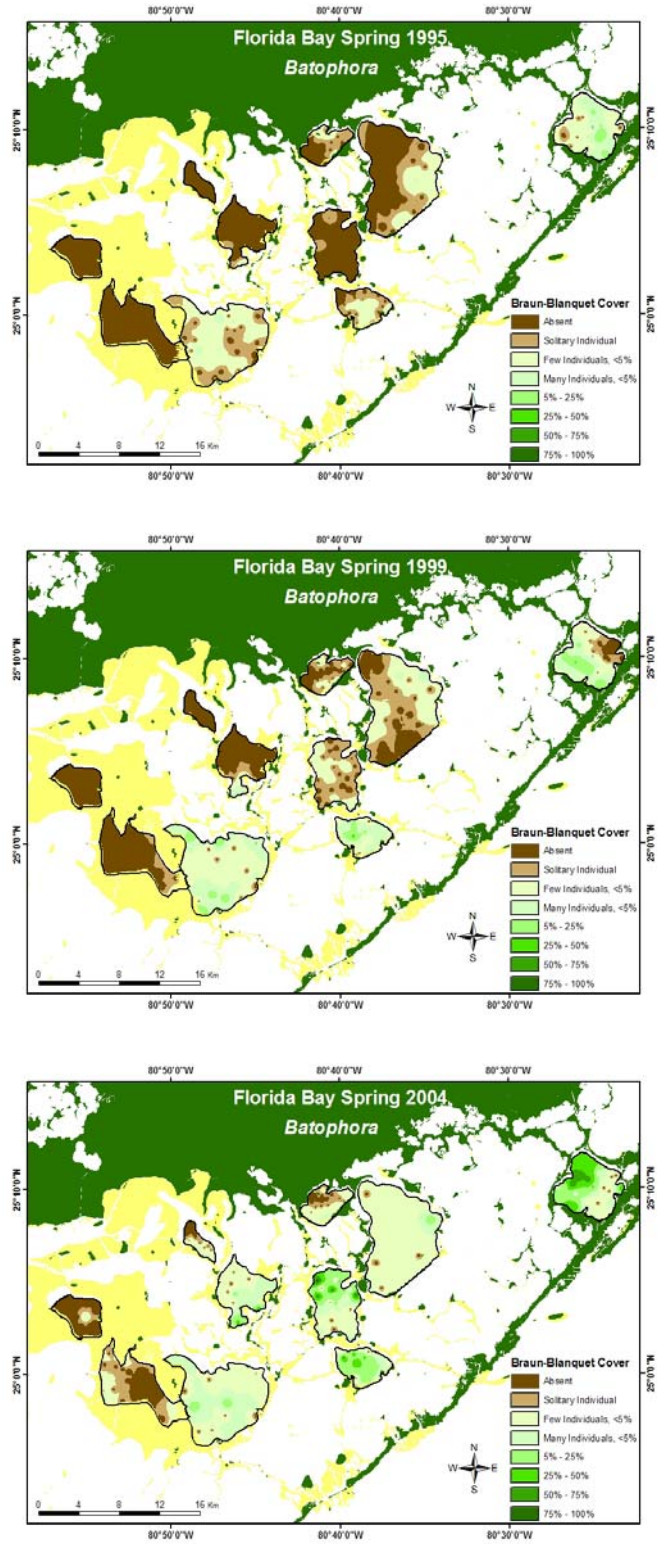 Florida Bay Spring 1995
Batophora
80°50'0"W 80°40'0"W 80°30'0"W
25°10'0"N 25°10'0"N
25°0'0"N 25°0'0"N
Braun-Blanquet Cover
Absent
Solitary Individual
Few Individuals, <5%
Many Individuals, <5%
5% - 25%
25% - 50%
50% - 75%
75% - 100%
N
W E
S
0 4 8 12 16 Km
80°50'0"W 80°40'0"W 80°30'0"W
80°50'0"W 80°40'0"W 80°30'0"W
Florida Bay Spring 1999
Batophora
25°10'0"N 25°10'0"N
25°0'0"N 25°0'0"N
Braun-Blanquet Cover
Absent
Solitary Individual
Few Individuals, <5%
Many Individuals, <5%
5% - 25%
25% - 50%
50% - 75%
75% - 100%
N
W E
S
0 4 8 12 16 Km
80°50'0"W 80°40'0"W 80°30'0"W
80°50'0"W 80°40'0"W 80°30'0"W
Florida Bay Spring 2004
Batophora
25°10'0"N 25°10'0"N
25°0'0"N 25°0'0"N
Braun-Blanquet Cover
Absent
Solitary Individual
Few Individuals, <5%
Many Individuals, <5%
5% - 25%
25% - 50%
50% - 75%
75% - 100%
N
W E
S
0 4 8 12 16 Km
80°50'0"W 80°40'0"W 80°30'0"W